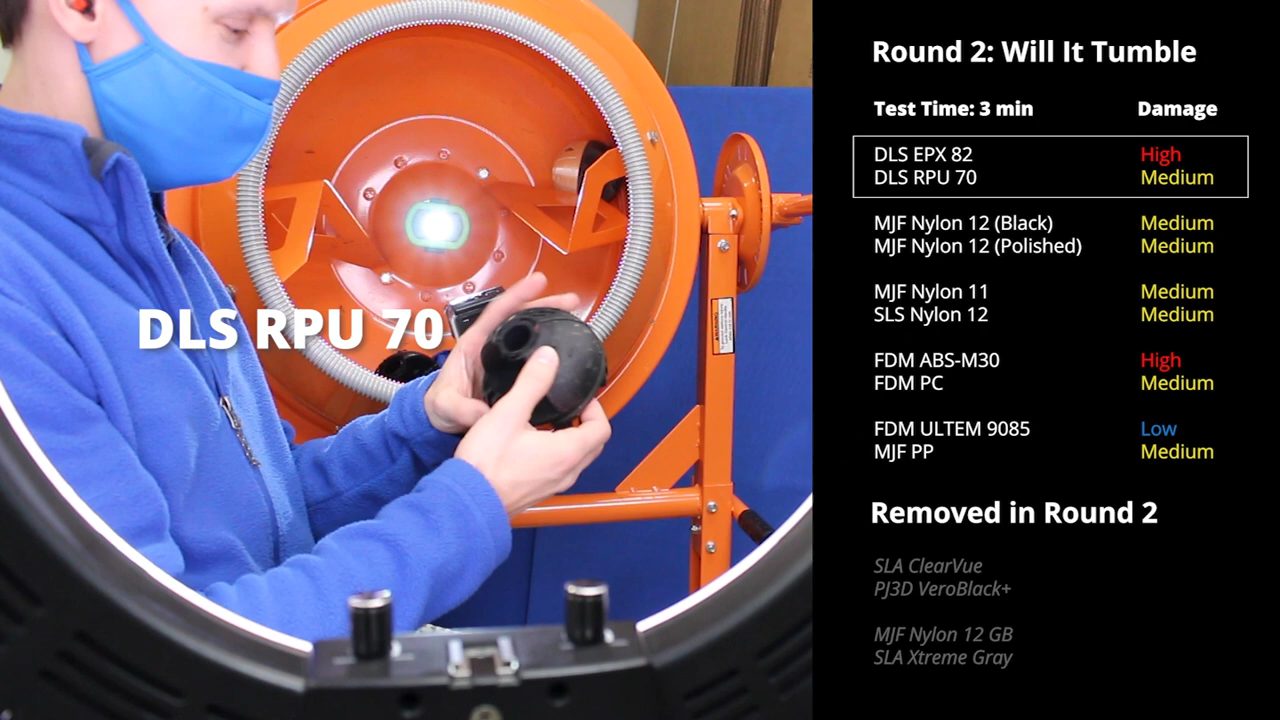 DLS RPU 70
Round 2: Will It Tumble
Test Time: 3 min Damage
DLS EPX 82 High
DLS RPU 70 Medium
MJF Nylon 12 (Black) Medium
MJF Nylon 12 (Polished) Medium
MJF Nylon 11 Medium
SLS Nylon 12 Medium
FDM ABS-M30 High
FDM PC Medium
FDM ULTEM 9085 Low
MJF PP Medium
Removed in Round 2
SLA ClearVue
PJ3D VeroBlack+
MJF Nylon 12 GB
SLA Xtreme Gray